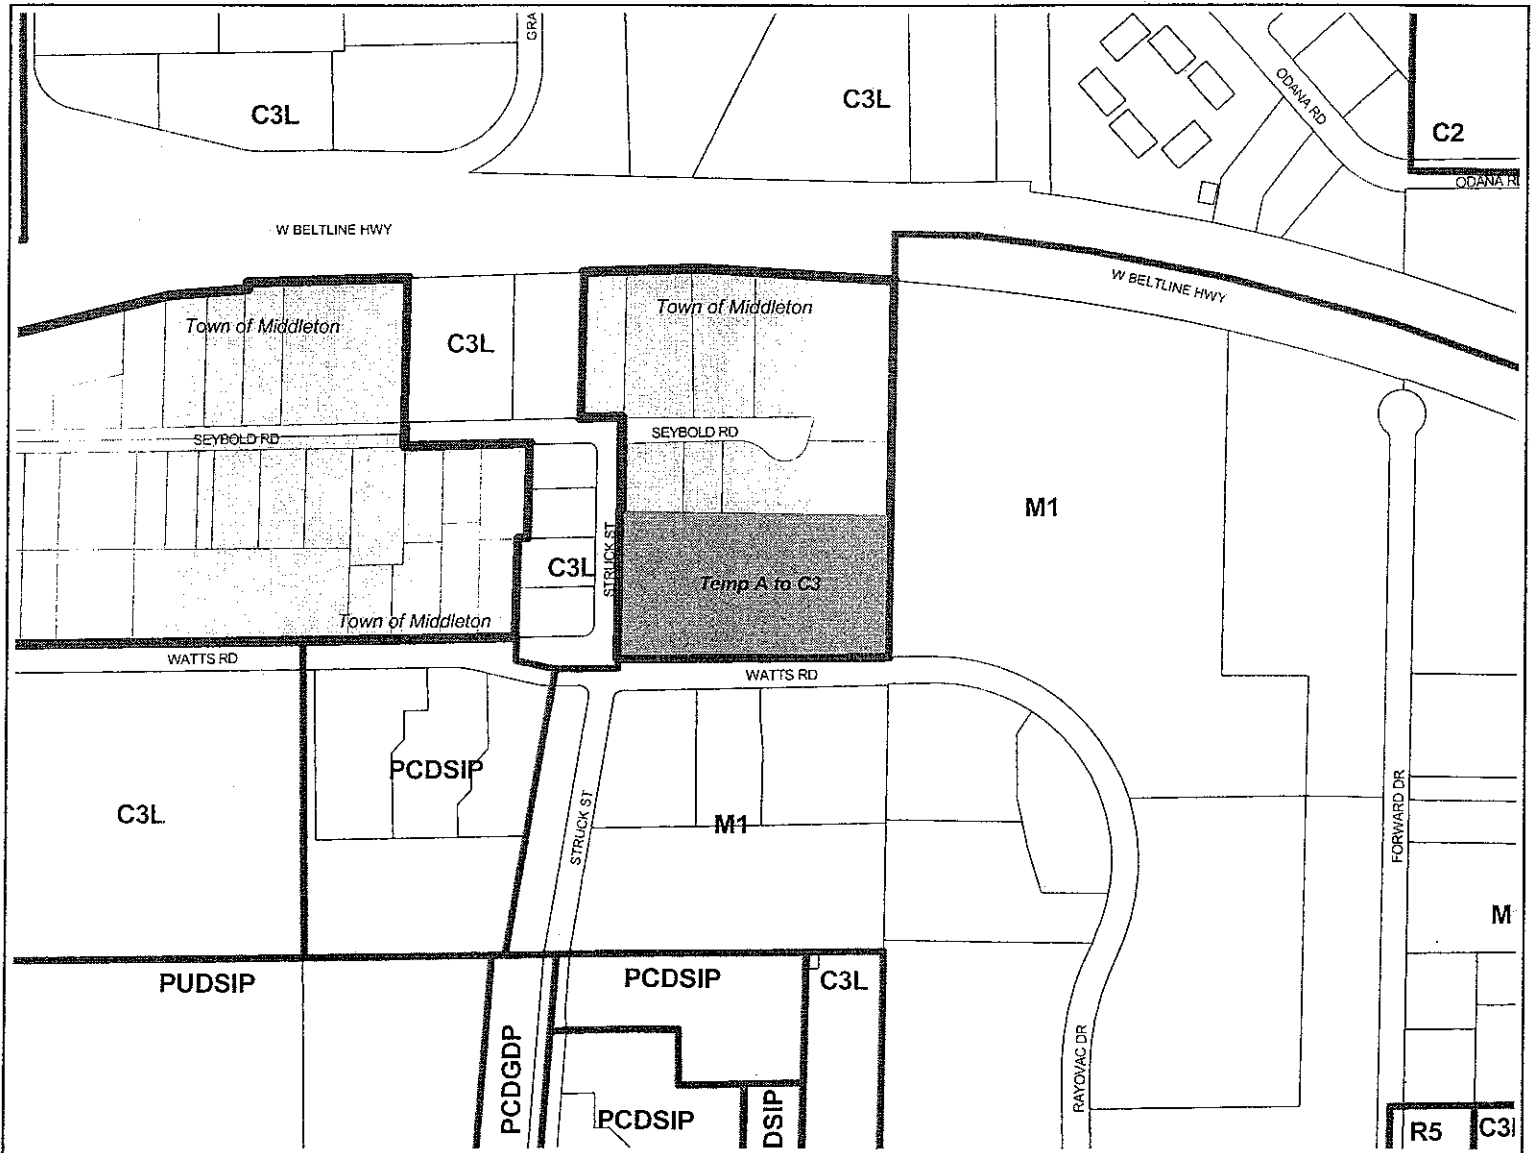 GRA
C3L
C3L
ODANA RD
C2
ODANA R
W BELTLINE HWY
W BELTLINE HWY
Town of Middleton
Town of Middleton
C3L
SEYBOLD RD
SEYBOLD RD
M1
STRUCK ST
C3L
Temp A to C3
Town of Middleton
WATTS RD
WATTS RD
PCDSIP
C3L
STRUCK ST
M1
FORWARD DR
M
PUDSIP
PCDSIP
C3L
PCDGDP
RAYOVAC DR
PCDSIP
DSIP
R5
C3